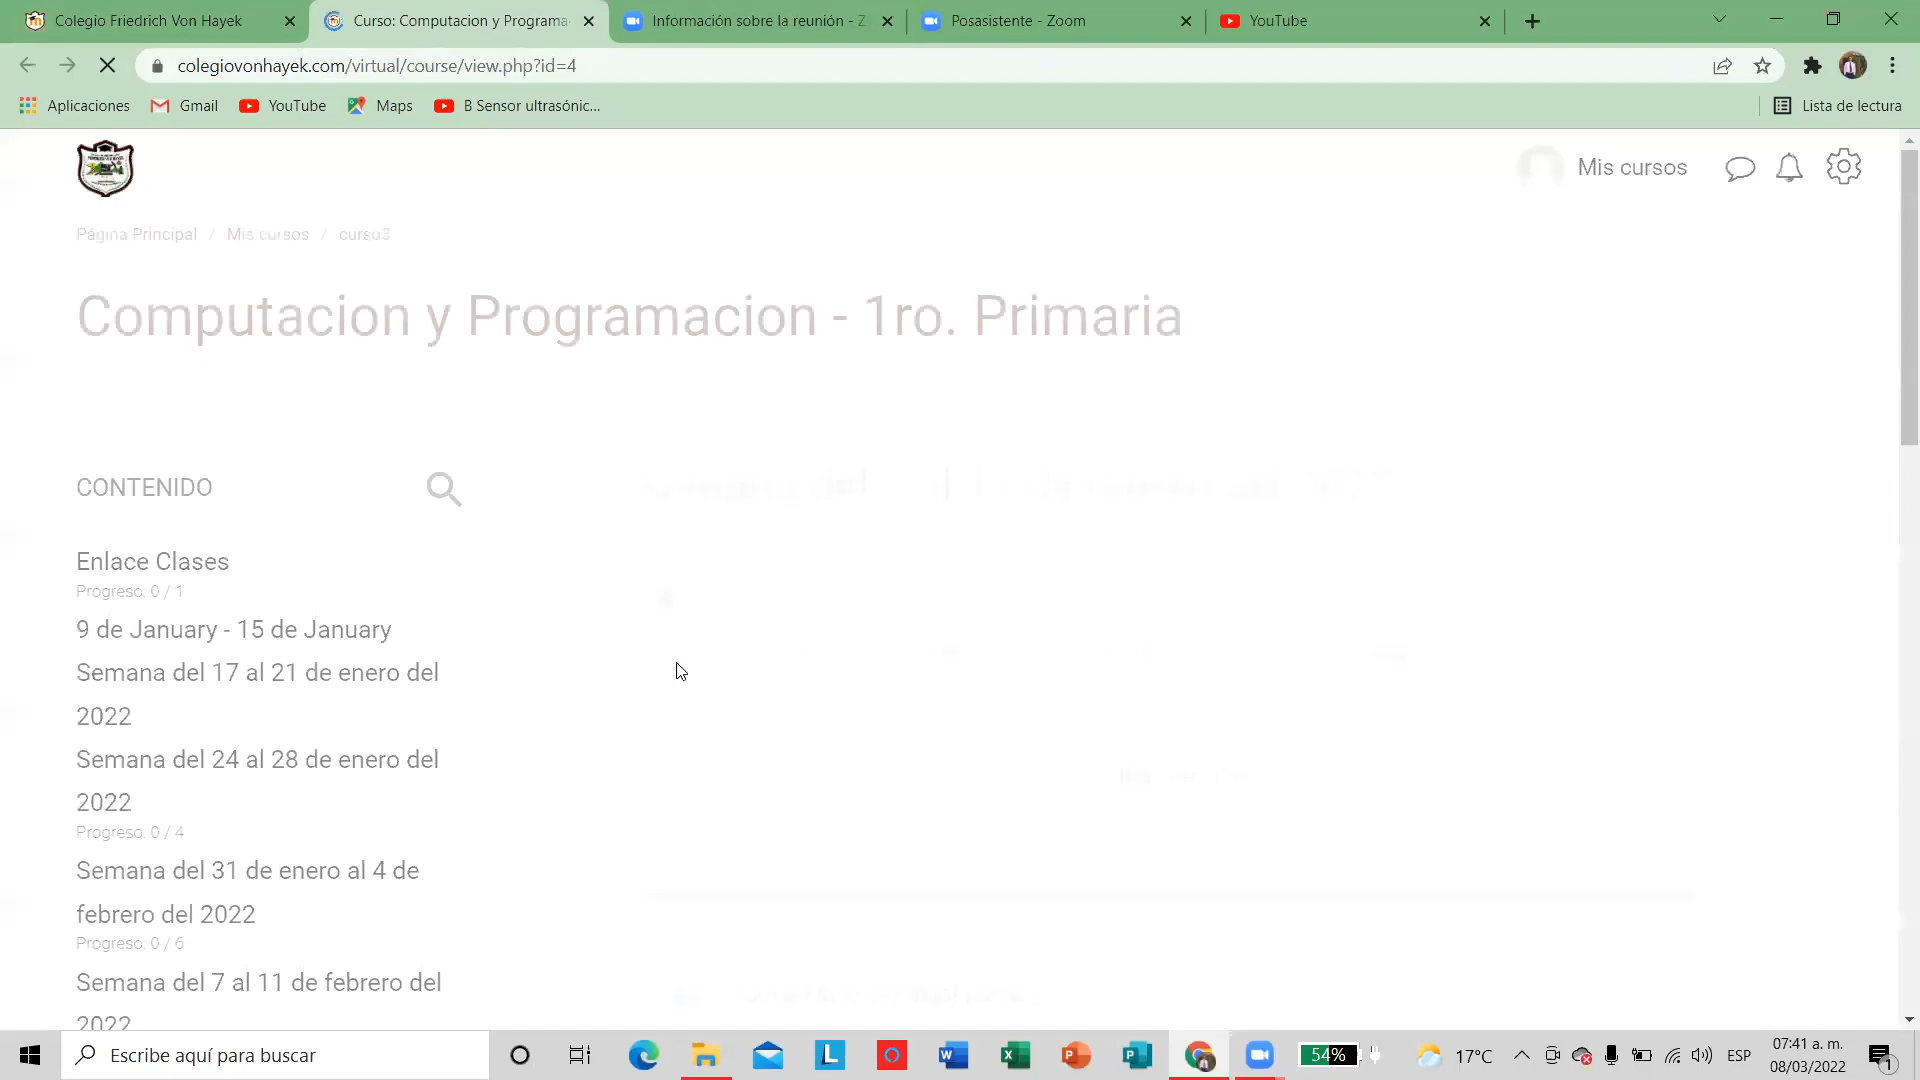 Colegio Friedrich Von Hayek
Curso: Computacion y Programa
Información sobre la reunión - Z
Posasistente - Zoom
YouTube
colegiovonhayek.com/virtual/course/view.php?id=4
Aplicaciones
Gmail
YouTube
Maps
B Sensor ultrasónic...
Lista de lectura
Mis cursos
Página Principal / Mis cursos / curso3
Computacion y Programacion - 1ro. Primaria
CONTENIDO
Enlace Clases
Progreso: 0 / 1
9 de January - 15 de January
Semana del 17 al 21 de enero del
2022
Semana del 24 al 28 de enero del
2022
Progreso: 0 / 4
Semana del 31 de enero al 4 de
febrero del 2022
Progreso: 0 / 6
Semana del 7 al 11 de febrero del
2022
Escribe aquí para buscar
54%
17°C
ESP
07:41 a. m.
08/03/2022
1